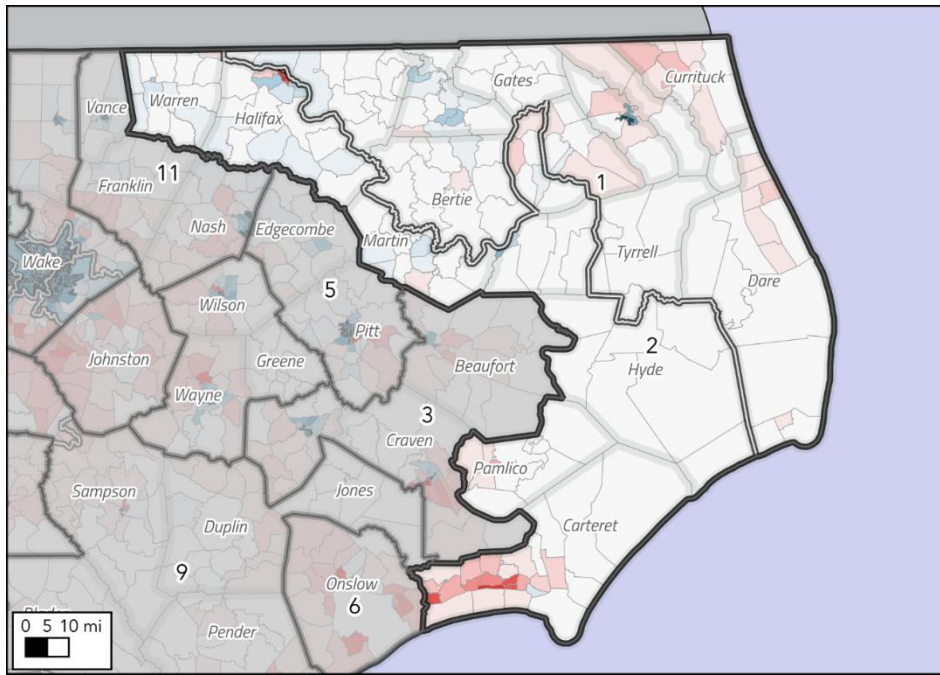 Gates
Currituck
Warren
Vance
Halifax
11
1
Franklin
Bertie
Nash
Edgecombe
Martin
Tyrrell
Wake
Dare
5
Wilson
Pitt
2
Johnston
Greene
Beaufort
Hyde
Wayne
3
Craven
Pamlico
Sampson
Jones
Duplin
Carteret
9
Onslow
6
0 5 10 mi
Pender